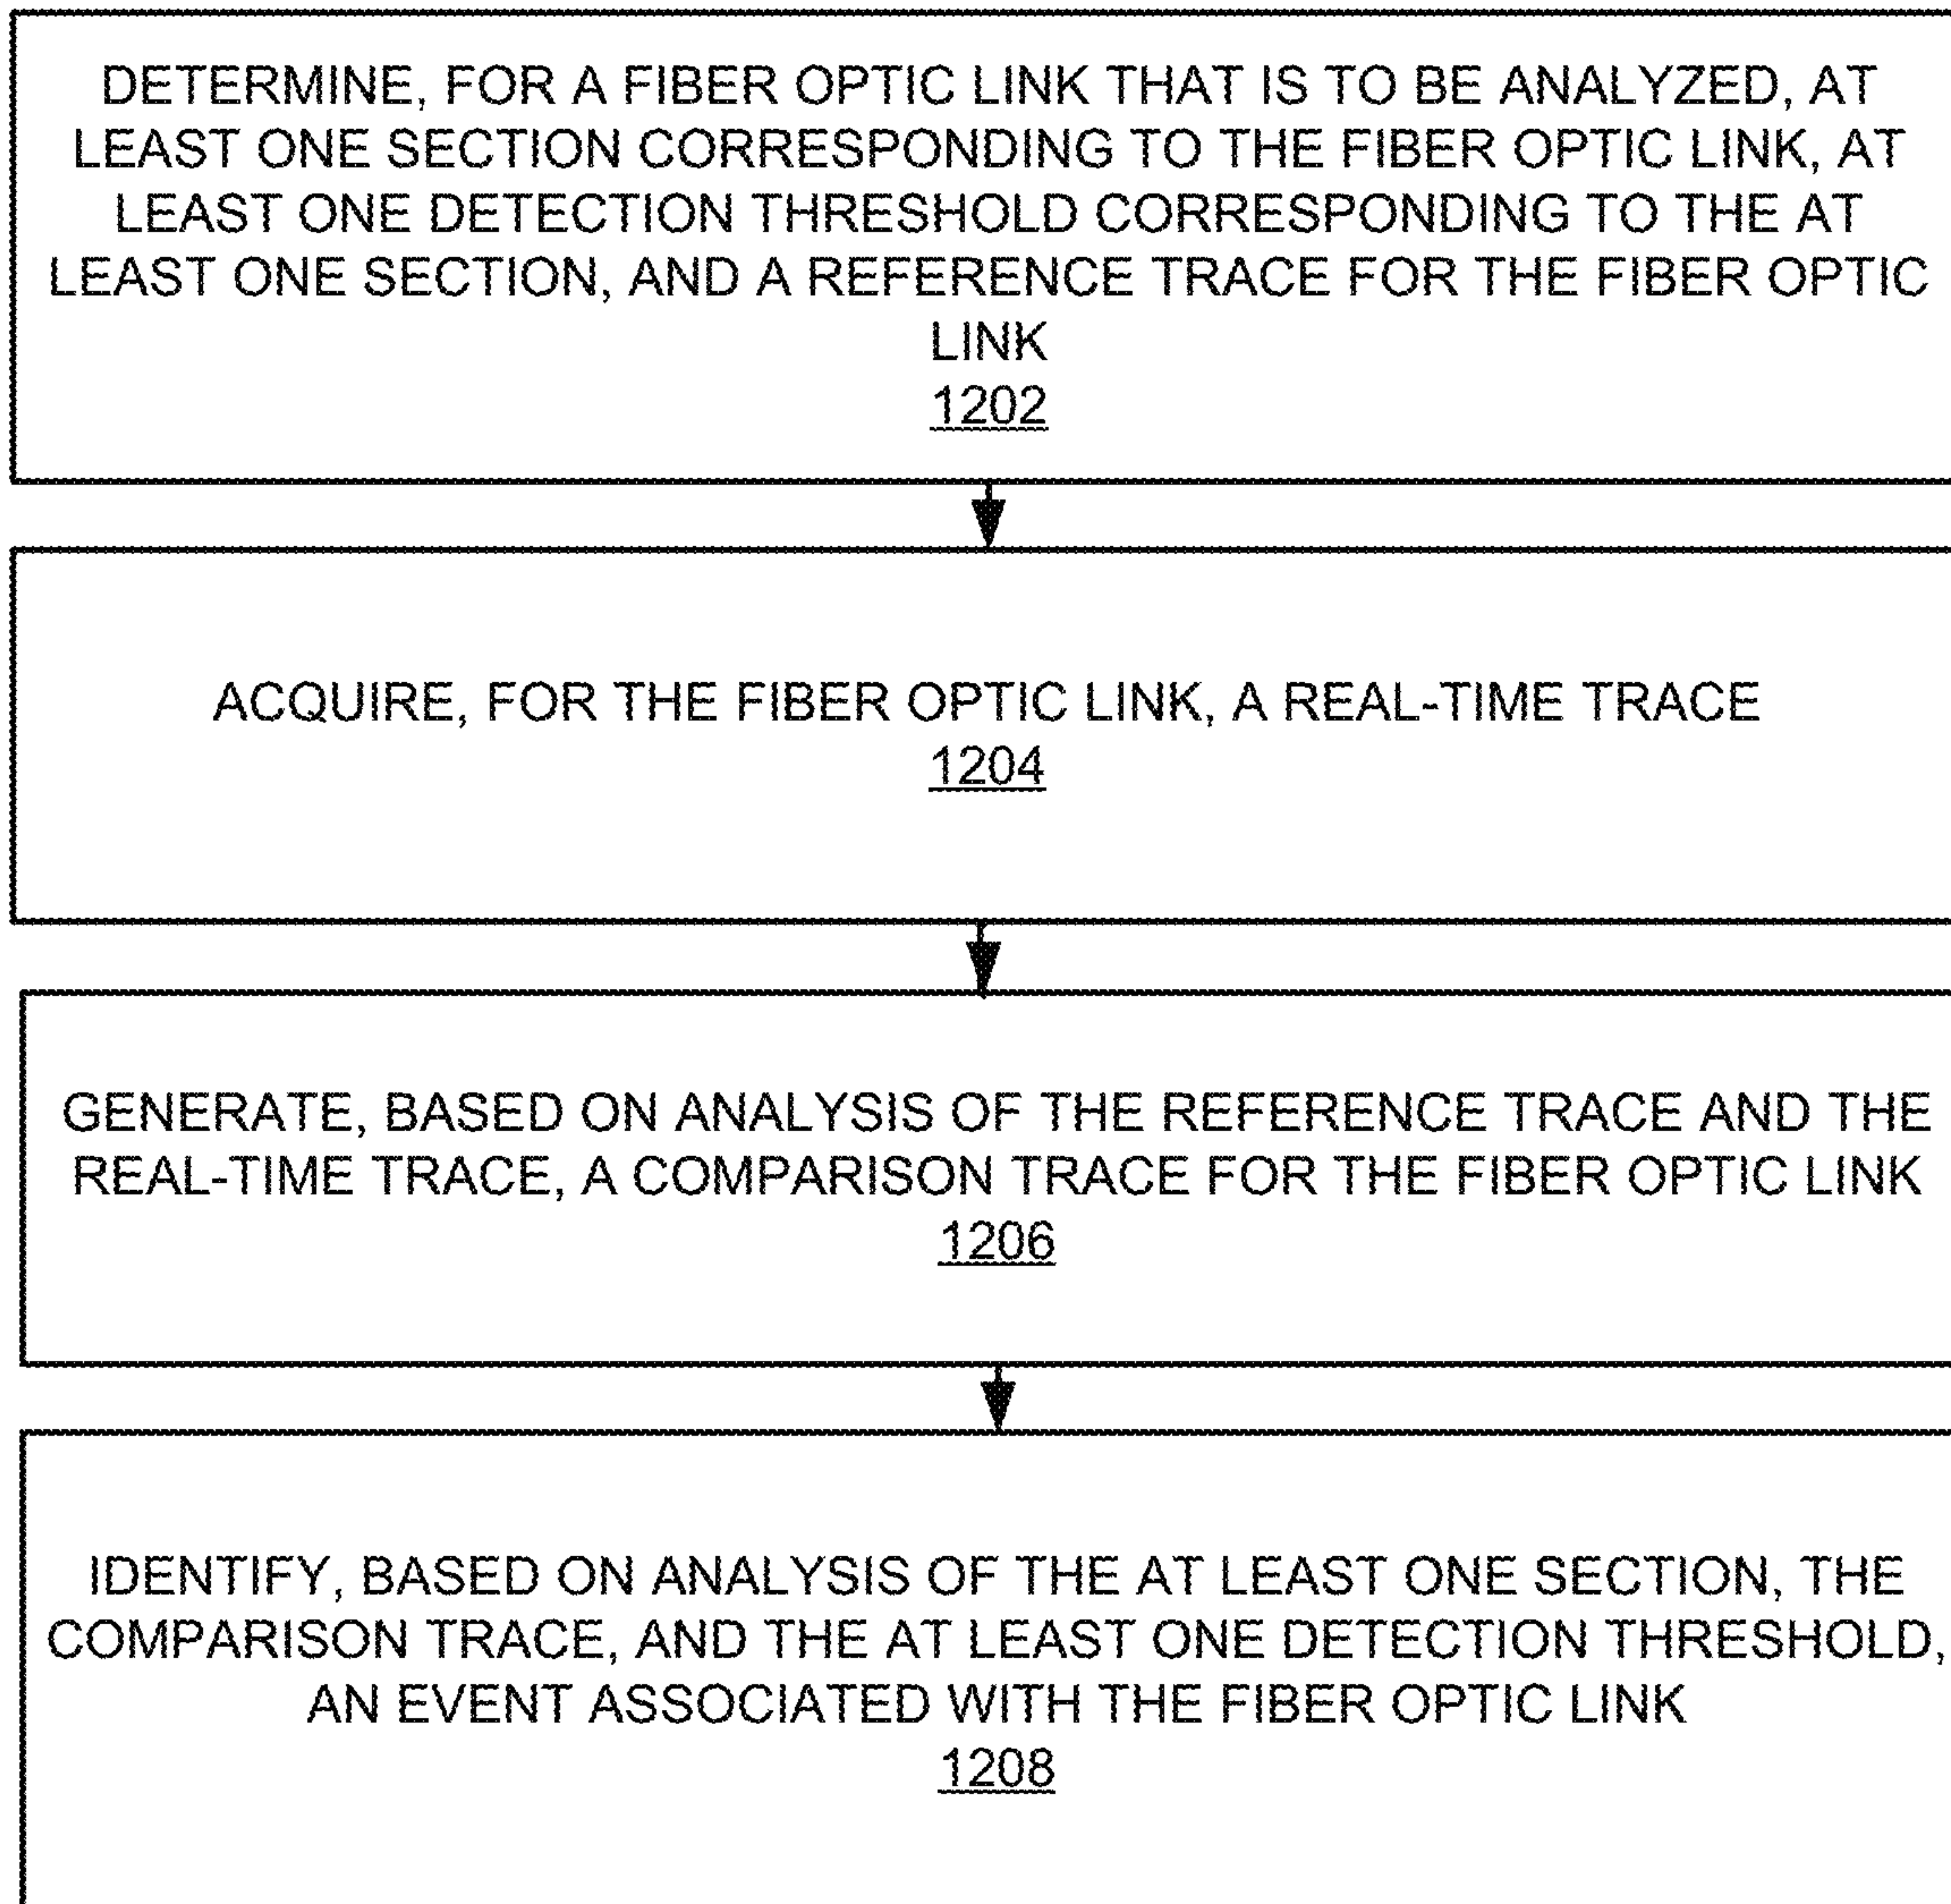 DETERMINE, FOR A FIBER OPTIC LINK THAT IS TO BE ANALYZED, AT
LEAST ONE SECTION CORRESPONDING TO THE FIBER OPTIC LINK, AT
LEAST ONE DETECTION THRESHOLD CORRESPONDING TO THE AT
LEAST ONE SECTION, AND A REFERENCE TRACE FOR THE FIBER OPTIC
LINK
1202
ACQUIRE, FOR THE FIBER OPTIC LINK, A REAL-TIME TRACE
1204
GENERATE, BASED ON ANALYSIS OF THE REFERENCE TRACE AND THE
REAL-TIME TRACE, A COMPARISON TRACE FOR THE FIBER OPTIC LINK
1206
IDENTIFY, BASED ON ANALYSIS OF THE AT LEAST ONE SECTION, THE
COMPARISON TRACE, AND THE AT LEAST ONE DETECTION THRESHOLD,
AN EVENT ASSOCIATED WITH THE FIBER OPTIC LINK
1208